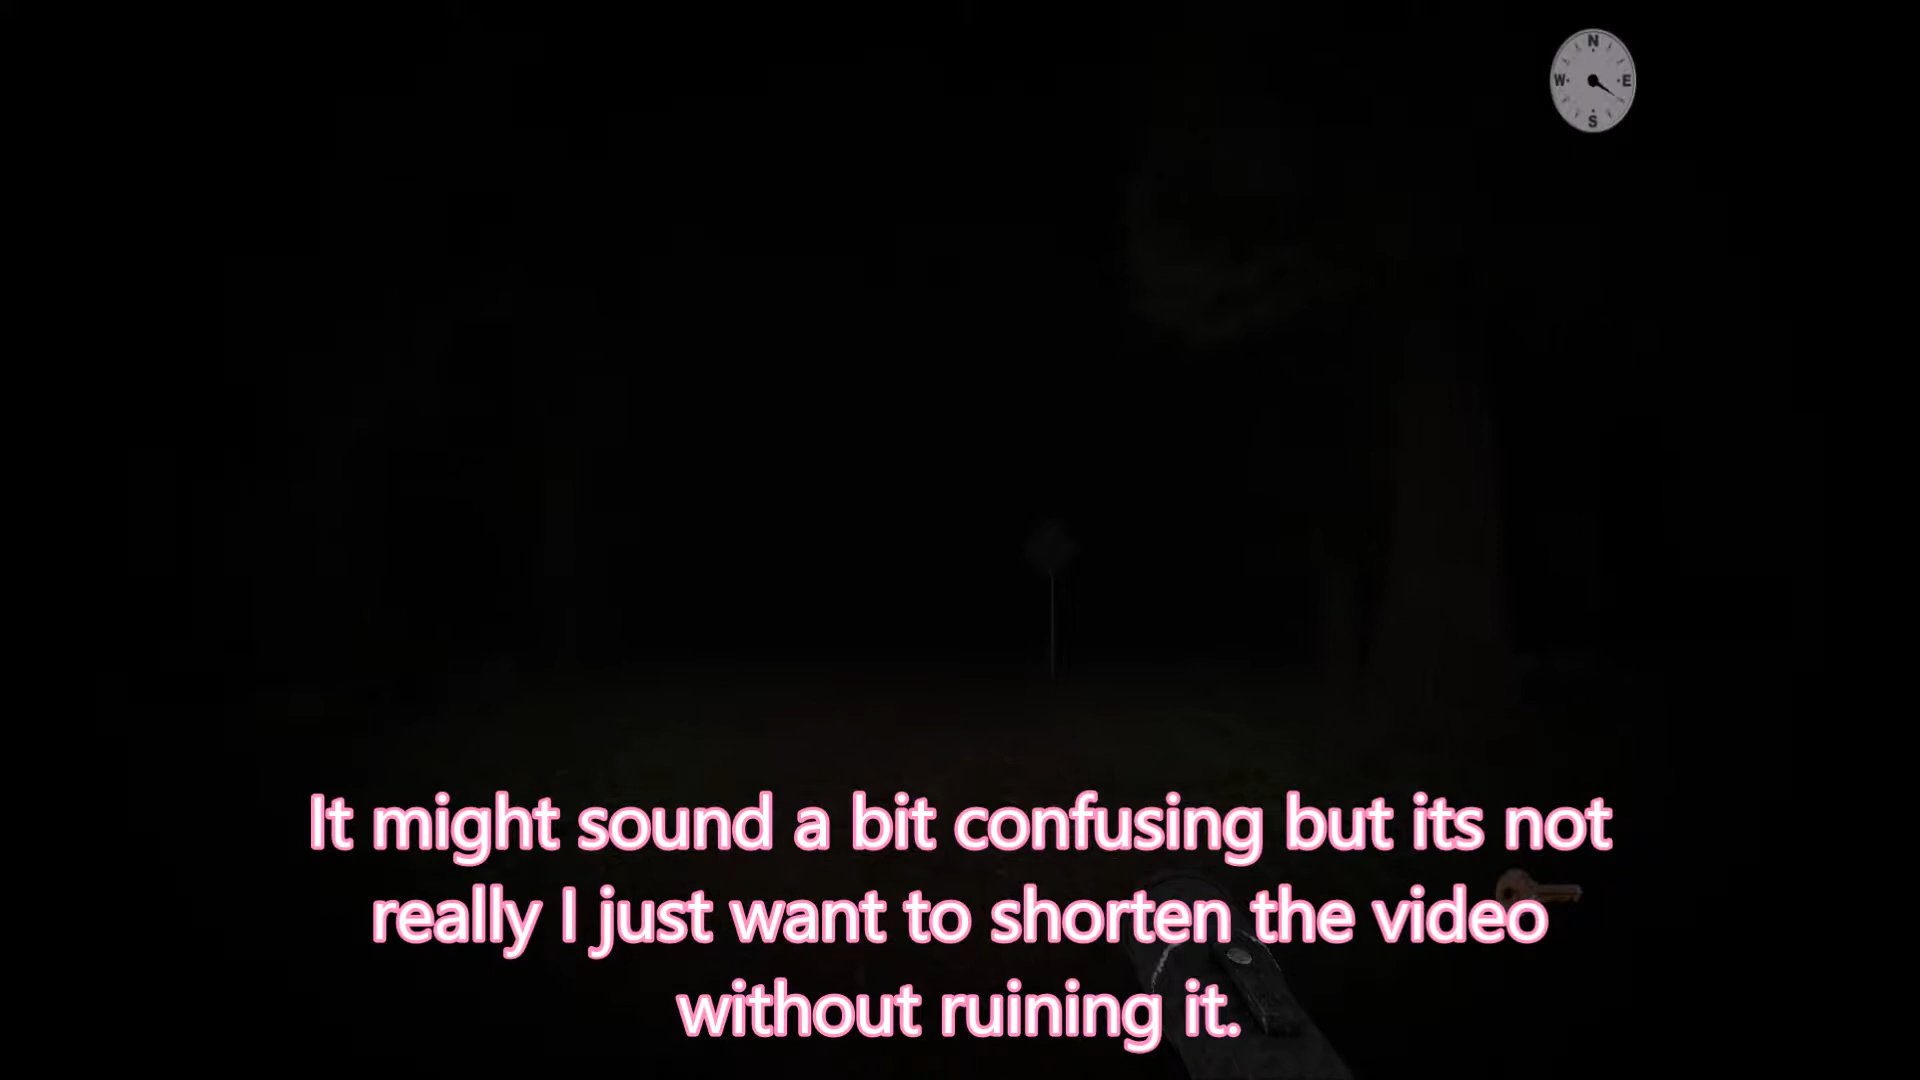 N
W E
S
It might sound a bit confusing but its not
really I just want to shorten the video
without ruining it.